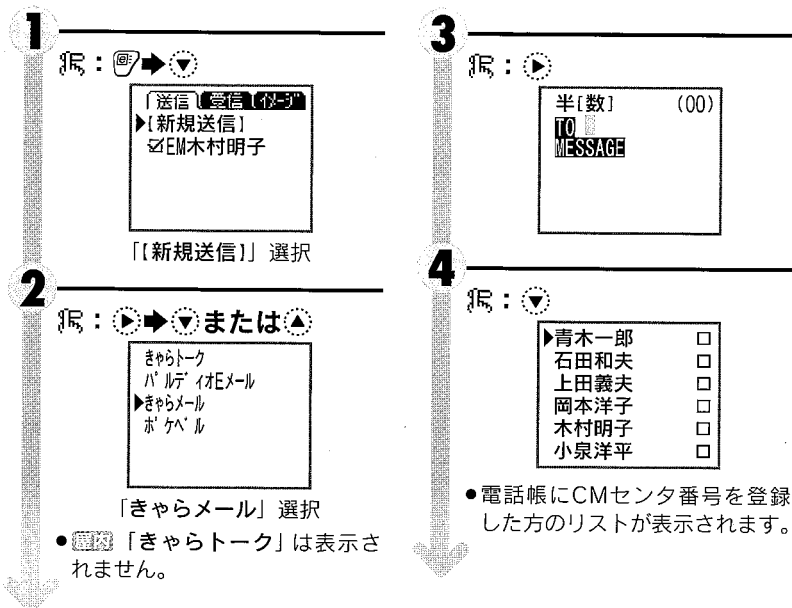 1
：➡▼
送信 受信 イメージ
▶【新規送信】
EM木村明子
「【新規送信】」選択
2
：▶➡▼または▲
きゃらトーク
パルディオEメール
▶きゃらメール
ポケベル
「きゃらメール」選択
●屋内「きゃらトーク」は表示さ
れません。
3
：▶
半[数] (00)
TO
MESSAGE
4
：▼
▶青木一郎 □
石田和夫 □
上田義夫 □
岡本洋子 □
木村明子 □
小泉洋平 □
●電話帳にCMセンタ番号を登録
した方のリストが表示されます。